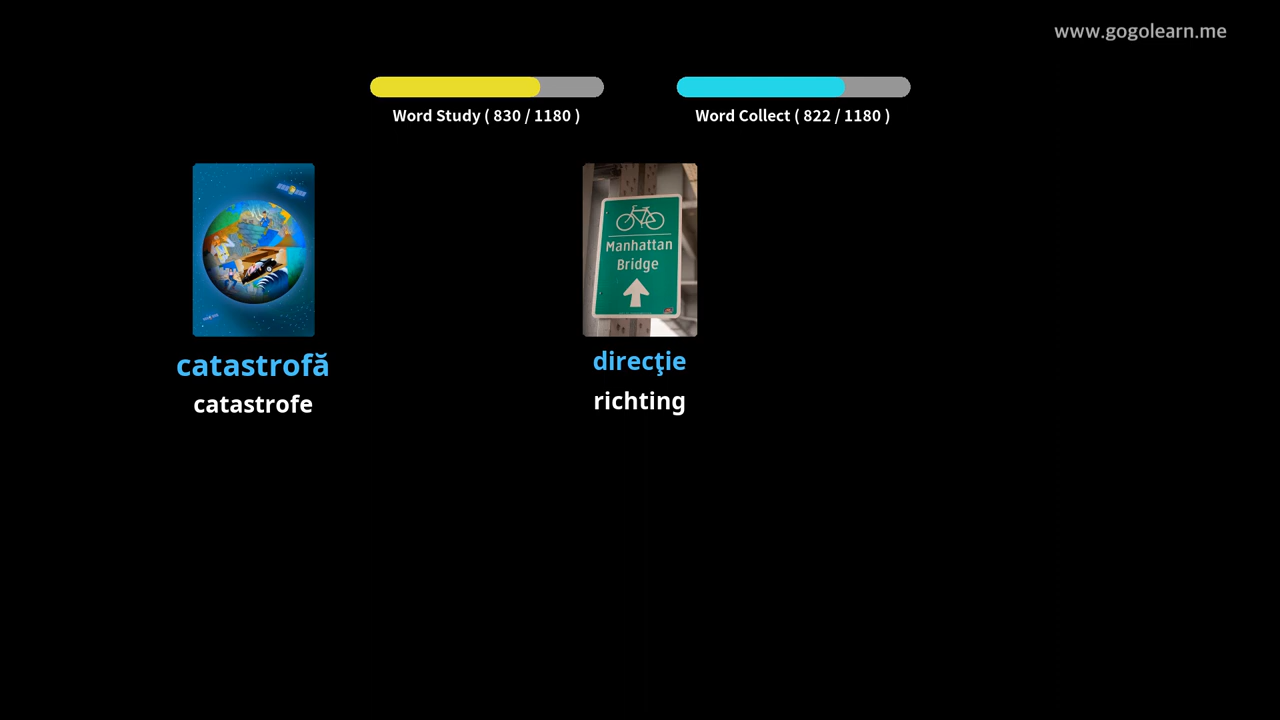 www.gogolearn.me
Word Study ( 830 / 1180 )
Word Collect ( 822 / 1180 )
Manhattan
Bridge
catastrofă
catastrofe
direcţie
richting